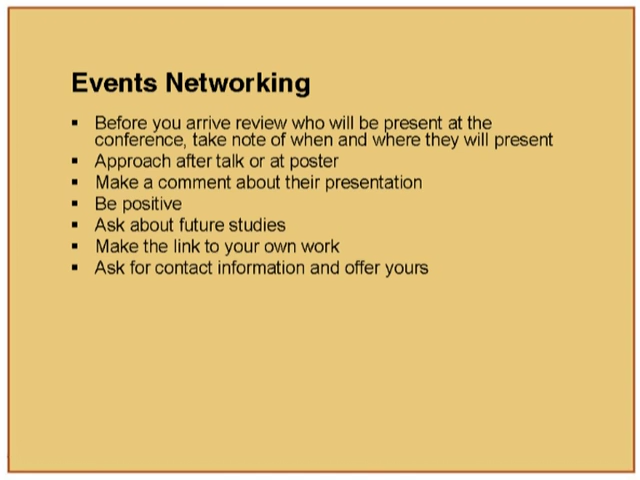 Events Networking
▪ Before you arrive review who will be present at the
conference, take note of when and where they will present
▪ Approach after talk or at poster
▪ Make a comment about their presentation
▪ Be positive
▪ Ask about future studies
▪ Make the link to your own work
▪ Ask for contact information and offer yours